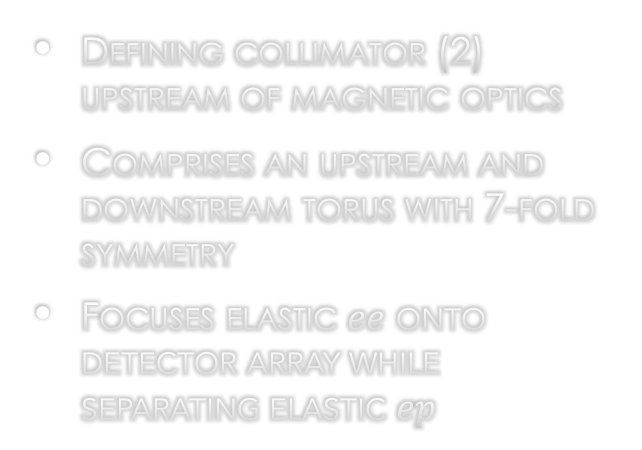 • Defining collimator (2)
upstream of magnetic optics
• Comprises an upstream and
downstream torus with 7-fold
symmetry
• Focuses elastic ee onto
detector array while
separating elastic ep